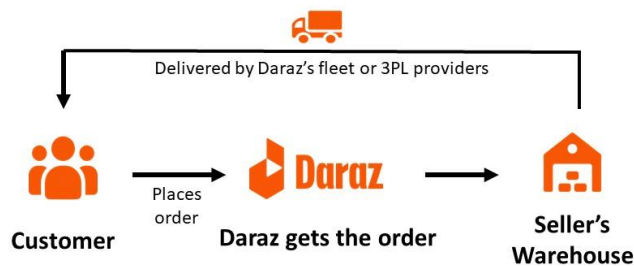 Delivered by Daraz's fleet or 3PL providers
Daraz
Places
order
Customer
Daraz gets the order
Seller's
Warehouse